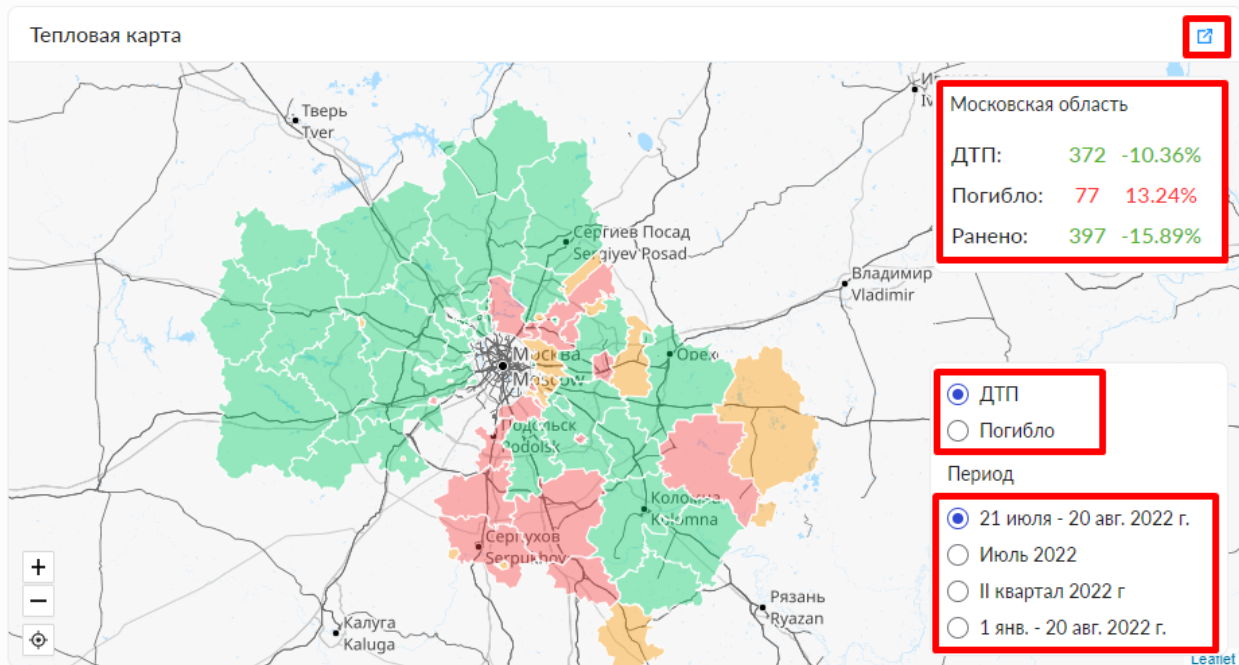 Тепловая карта
Тверь
Tver
Московская область
ДТП: 372 -10.36%
Погибло: 77 13.24%
Ранено: 397 -15.89%
Сергиев Посад
Sergiyev Posad
Владимир
Vladimir
Москва
Moscow
Орех
ДТП
Погибло
Подольск
Podolsk
Период
Коломна
Kolomna
21 июля - 20 авг. 2022 г.
Серпухов
Serpukhov
Июль 2022
II квартал 2022 г
Рязань
Ryazan
1 янв. - 20 авг. 2022 г.
Калуга
Kaluga
+
−
Leaflet